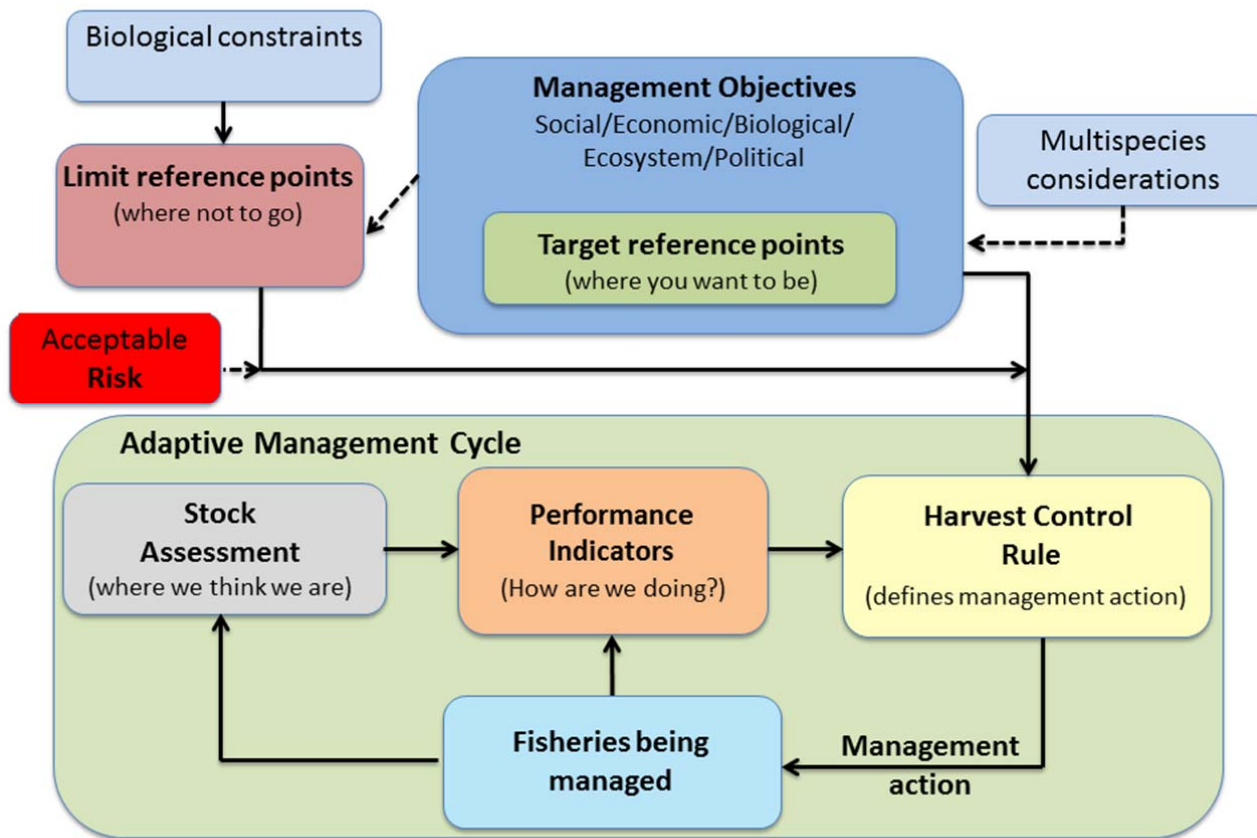 Biological constraints
Management Objectives
Social/Economic/Biological/
Ecosystem/Political
Multispecies
considerations
Limit reference points
(where not to go)
Target reference points
(where you want to be)
Acceptable
Risk
Adaptive Management Cycle
Stock
Assessment
(where we think we are)
Performance
Indicators
(How are we doing?)
Harvest Control
Rule
(defines management action)
Fisheries being
managed
Management
action